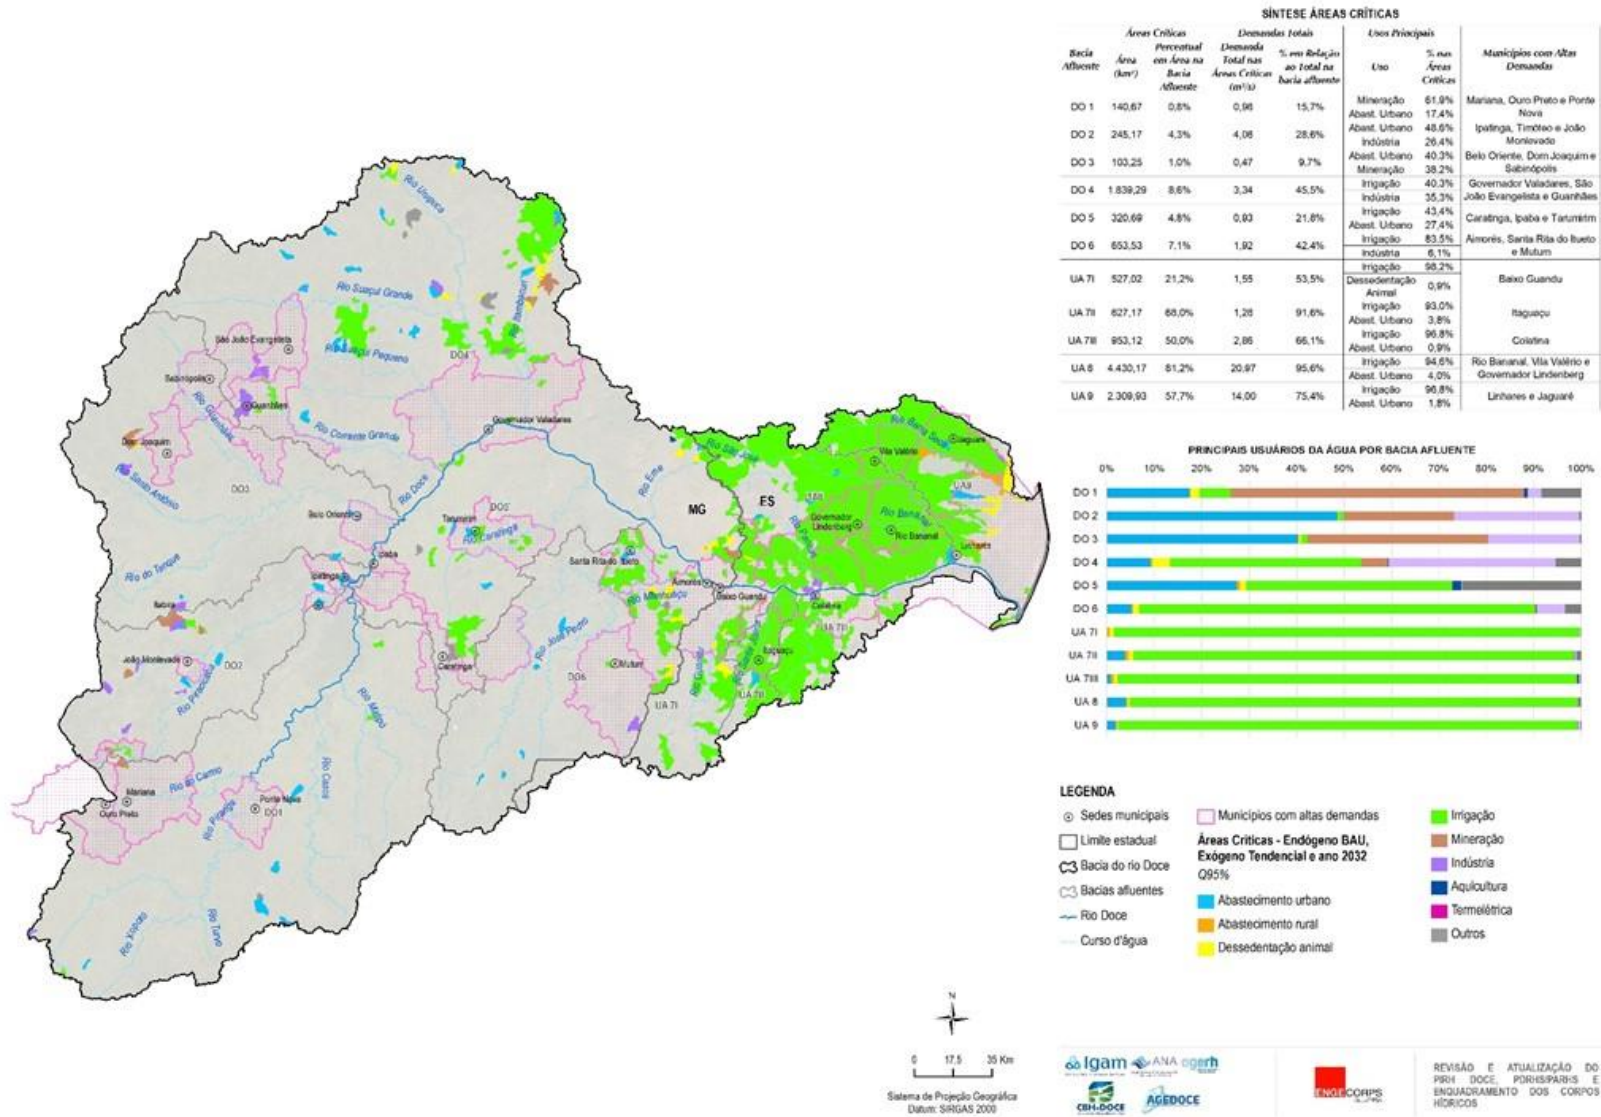 SÍNTESE ÁREAS CRÍTICAS
Áreas Críticas Demandas Totais Usos Principais
Bacia Afluente Área (km²) Percentual em Área na Bacia Afluente Demanda Total nas Áreas Críticas (m³/s) % em Relação ao Total na bacia afluente Uso % nas Áreas Críticas Municípios com Altas Demandas
DO 1 140,67 0,8% 0,96 15,7% Mineração 61,9% Mariana, Ouro Preto e Ponte Nova
Abast. Urbano 17,4%
DO 2 245,17 4,3% 4,06 28,6% Abast. Urbano 48,6% Ipatinga, Timóteo e João Monlevade
Indústria 26,4%
DO 3 103,25 1,0% 0,47 9,7% Abast. Urbano 40,3% Belo Oriente, Dom Joaquim e Sabinópolis
Mineração 38,2%
DO 4 1.839,29 8,6% 3,34 45,5% Irrigação 40,3% Governador Valadares, São João Evangelista e Guanhães
Indústria 35,3%
DO 5 320,69 4,8% 0,93 21,8% Irrigação 43,4% Caratinga, Ipaba e Tarumirim
Abast. Urbano 27,4%
DO 6 653,53 7,1% 1,92 42,4% Irrigação 83,5% Aimorés, Santa Rita do Itueto e Mutum
Indústria 6,1%
UA 7I 527,02 21,2% 1,55 53,5% Irrigação 98,2% Baixo Guandu
Dessedentação Animal 0,9%
UA 7II 627,17 68,0% 1,28 91,6% Irrigação 93,0% Itaguaçu
Abast. Urbano 3,8%
UA 7III 953,12 50,0% 2,86 66,1% Irrigação 96,8% Colatina
Abast. Urbano 0,9%
UA 8 4.430,17 81,2% 20,97 95,6% Irrigação 94,6% Rio Bananal, Vila Valério e Governador Lindenberg
Abast. Urbano 4,0%
UA 9 2.309,93 57,7% 14,00 75,4% Irrigação 96,8% Linhares e Jaguaré
Abast. Urbano 1,8%
PRINCIPAIS USUÁRIOS DA ÁGUA POR BACIA AFLUENTE
0% 10% 20% 30% 40% 50% 60% 70% 80% 90% 100%
DO 1
DO 2
DO 3
DO 4
DO 5
DO 6
UA 7I
UA 7II
UA 7III
UA 8
UA 9
Rio Urupuca
Rio Suaçuí Grande
Rio Itambacuri
São João Evangelista
Rio Suaçuí Pequeno
DO4
Sabinópolis
Guanhães
Rio Guanhães
Rio Corrente Grande
Governador Valadares
Dom Joaquim
Rio Santo Antônio
DO3
Rio Doce
Rio Eme
Rio São José
Rio Barra Seca
Jaguaré
Vila Valério
UA9
MG
ES
UA8
Belo Oriente
DO5
Tarumirim
Rio Caratinga
Governador Lindenberg
Rio Bananal
Rio Bananal
Rio Pancas
Linhares
Ipaba
Ipatinga
Rio do Tanque
Santa Rita do Itueto
Aimorés
Baixo Guandu
Colatina
Rio Manhuaçu
Itabira
Rio José Pedro
UA 7III
João Monlevade
DO2
Rio Piracicaba
Caratinga
Mutum
DO6
Rio Guandu
Itaguaçu
UA 7II
UA 7I
Rio Matipó
Rio Casca
Rio do Carmo
Mariana
Ouro Preto
Rio Piranga
Ponte Nova
DO1
Rio Xopotó
Rio Turvo
LEGENDA
Sedes municipais
Limite estadual
Bacia do rio Doce
Bacias afluentes
Rio Doce
Curso d'água
Municípios com altas demandas
Áreas Críticas - Endógeno BAU,
Exógeno Tendencial e ano 2032
Q95%
Abastecimento urbano
Abastecimento rural
Dessedentação animal
Irrigação
Mineração
Indústria
Aquicultura
Termelétrica
Outros
N
0 17,5 35 Km
Sistema de Projeção Geográfica
Datum: SIRGAS 2000
Igam ANA agerh
CBH-DOCE AGEDOCE
ENGECORPS
REVISÃO E ATUALIZAÇÃO DO
PIRH DOCE, PDRHS/PARHS E
ENQUADRAMENTO DOS CORPOS
HÍDRICOS